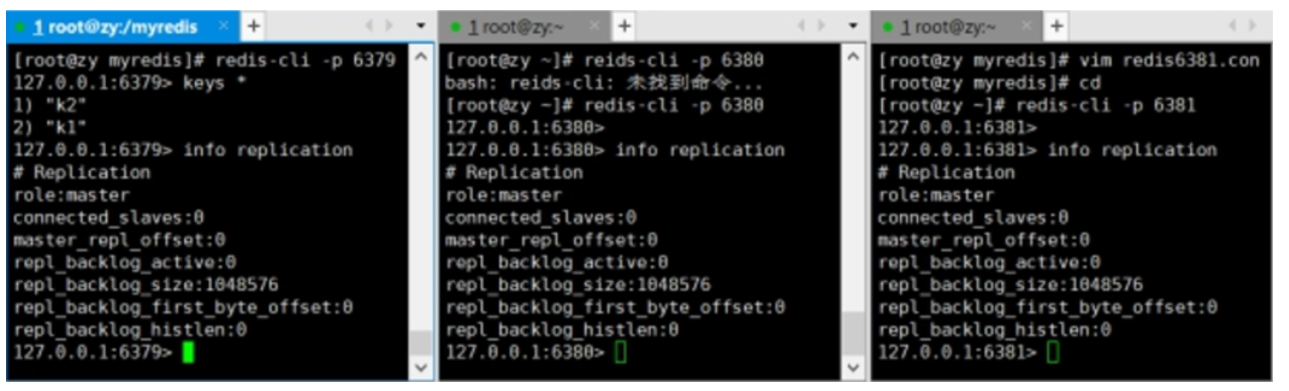 1 root@zy:/myredis × +
[root@zy myredis]# redis-cli -p 6379
127.0.0.1:6379> keys *
1) "k2"
2) "k1"
127.0.0.1:6379> info replication
# Replication
role:master
connected_slaves:0
master_repl_offset:0
repl_backlog_active:0
repl_backlog_size:1048576
repl_backlog_first_byte_offset:0
repl_backlog_histlen:0
127.0.0.1:6379>
1 root@zy:~ × +
[root@zy ~]# reids-cli -p 6380
bash: reids-cli: 未找到命令...
[root@zy ~]# redis-cli -p 6380
127.0.0.1:6380>
127.0.0.1:6380> info replication
# Replication
role:master
connected_slaves:0
master_repl_offset:0
repl_backlog_active:0
repl_backlog_size:1048576
repl_backlog_first_byte_offset:0
repl_backlog_histlen:0
127.0.0.1:6380>
1 root@zy:~ × +
[root@zy myredis]# vim redis6381.con
[root@zy myredis]# cd
[root@zy ~]# redis-cli -p 6381
127.0.0.1:6381>
127.0.0.1:6381> info replication
# Replication
role:master
connected_slaves:0
master_repl_offset:0
repl_backlog_active:0
repl_backlog_size:1048576
repl_backlog_first_byte_offset:0
repl_backlog_histlen:0
127.0.0.1:6381>